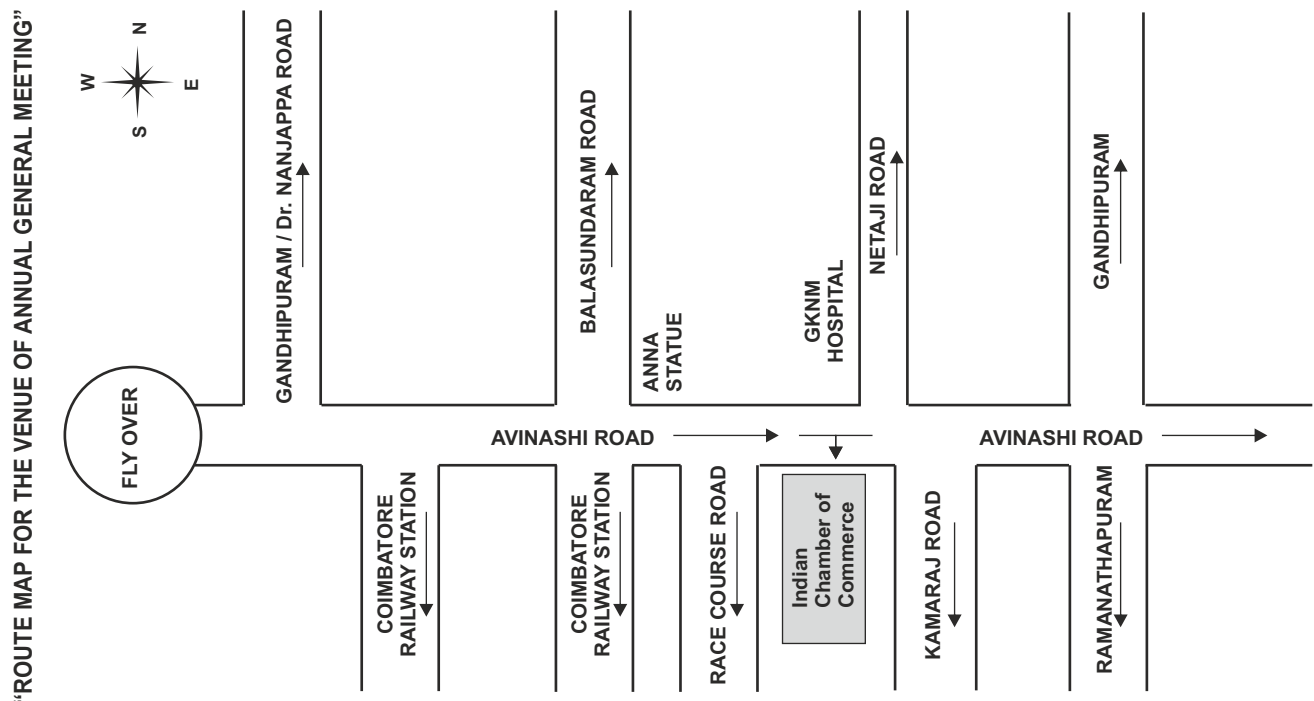 "ROUTE MAP FOR THE VENUE OF ANNUAL GENERAL MEETING"
N
W
E
S
FLY OVER
GANDHIPURAM / Dr. NANJAPPA ROAD
BALASUNDARAM ROAD
ANNA
STATUE
GKNM
HOSPITAL
NETAJI ROAD
GANDHIPURAM
AVINASHI ROAD
AVINASHI ROAD
COIMBATORE
RAILWAY STATION
COIMBATORE
RAILWAY STATION
RACE COURSE ROAD
Indian
Chamber of
Commerce
KAMARAJ ROAD
RAMANATHAPURAM